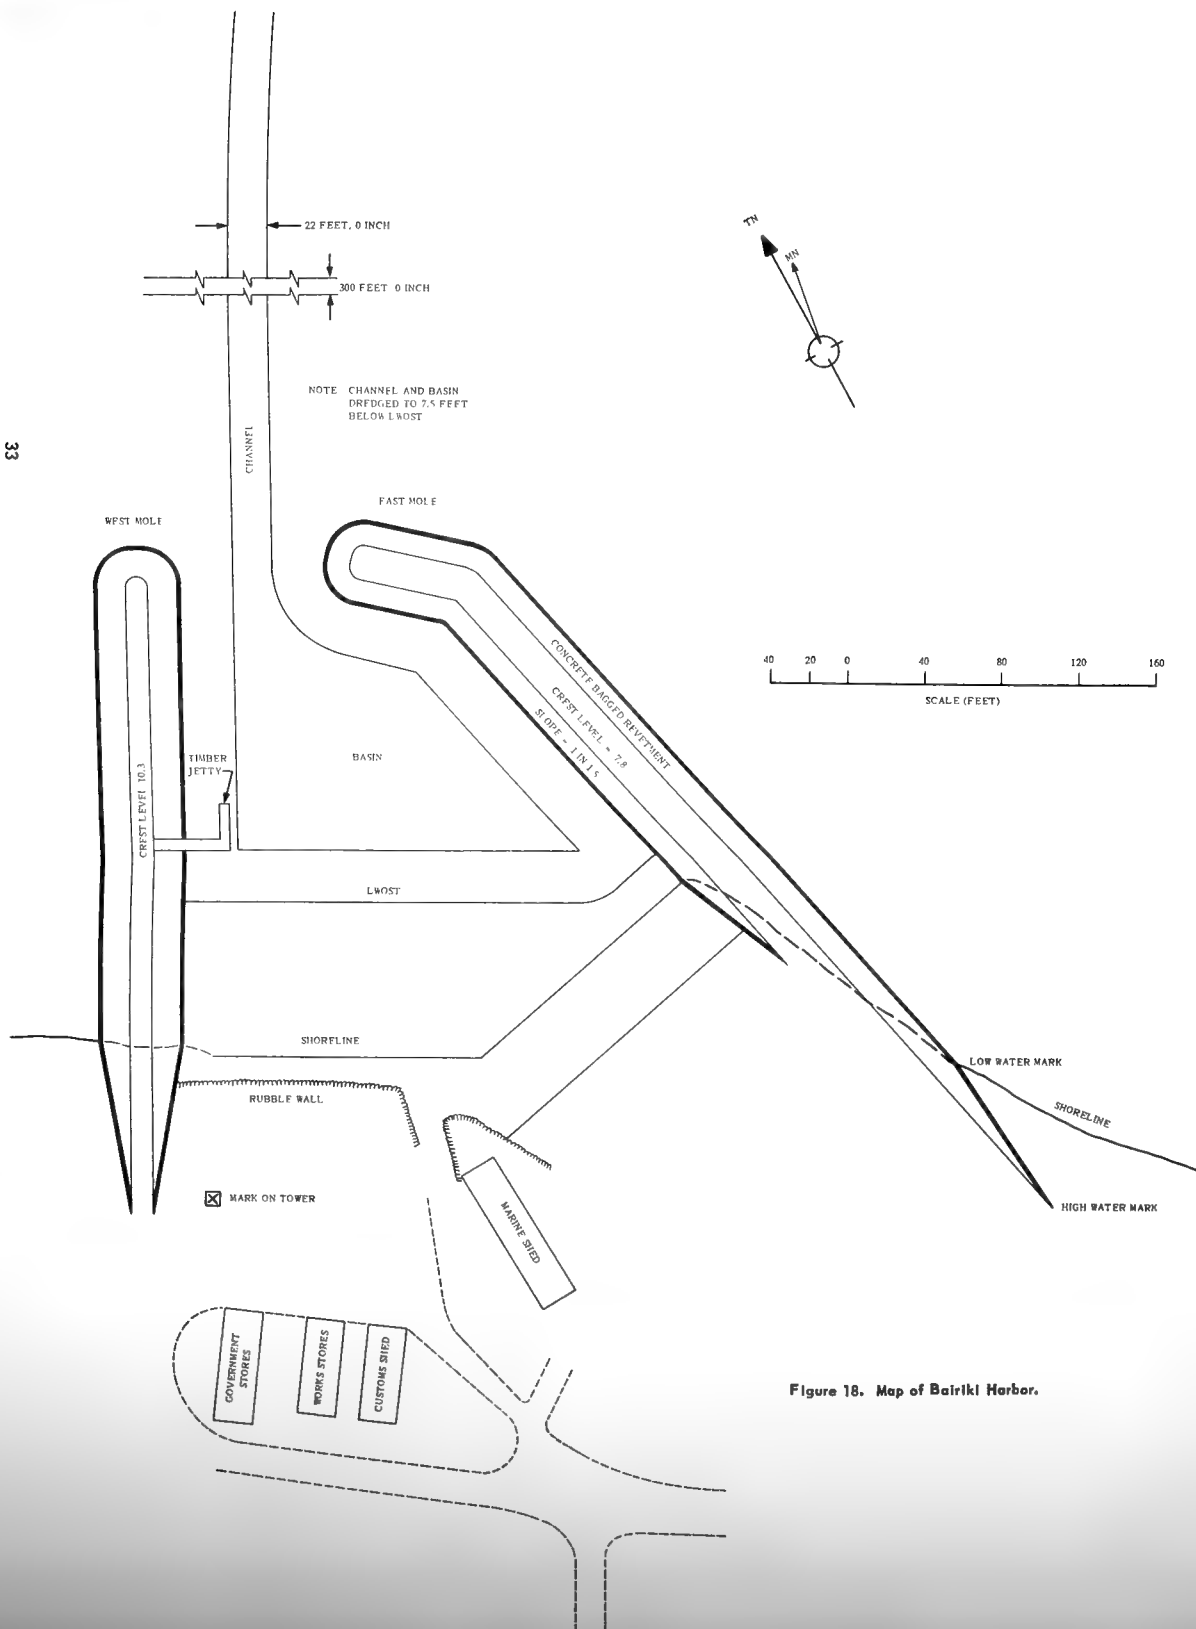 TN
MN
22 FEET, 0 INCH
300 FEET 0 INCH
NOTE CHANNEL AND BASIN
DREDGED TO 7.5 FEET
BELOW LWOST
CHANNEL
33
EAST MOLE
WEST MOLE
CONCRETE BAGGED REVETMENT
CREST LEVEL = 7.8
SLOPE = 1 IN 1.5
40 20 0 40 80 120 160
SCALE (FEET)
TIMBER
JETTY
BASIN
CREST LEVEL 10.3
LWOST
SHORELINE
LOW WATER MARK
RUBBLE WALL
SHORELINE
MARK ON TOWER
HIGH WATER MARK
MARINE SHED
GOVERNMENT
STORES
WORKS STORES
CUSTOMS SHED
Figure 18. Map of Bairiki Harbor.